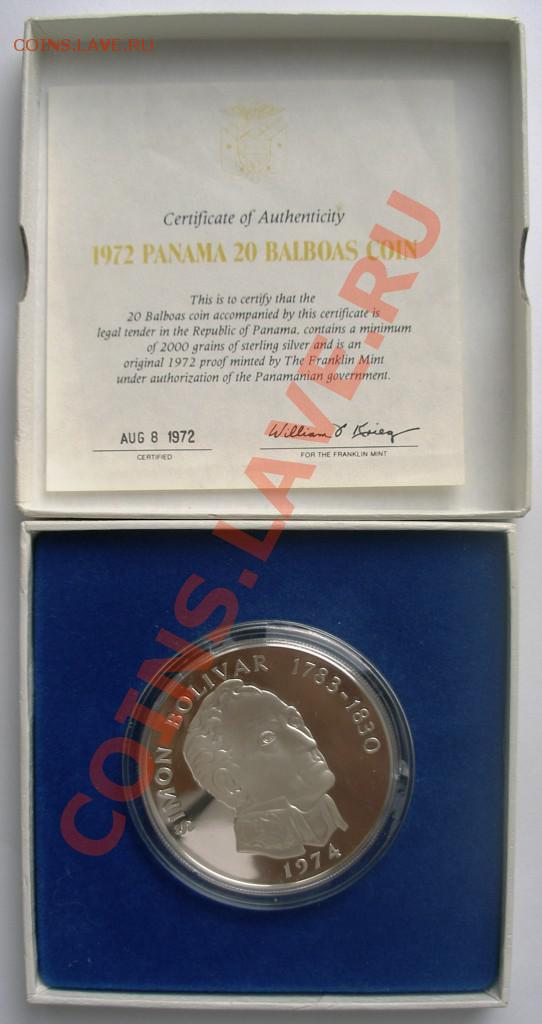 COINS.LAVE.RU
Certificate of Authenticity
1972 PANAMA 20 BALBOAS COIN
This is to certify that the
20 Balboas coin accompanied by this certificate is
legal tender in the Republic of Panama, contains a minimum
of 2000 grains of sterling silver and is an
original 1972 proof minted by The Franklin Mint
under authorization of the Panamanian government.
AUG 8 1972
William F Krieg
CERTIFIED
FOR THE FRANKLIN MINT
COINS.LAVE.RU
SIMON BOLIVAR 1783-1830
1974